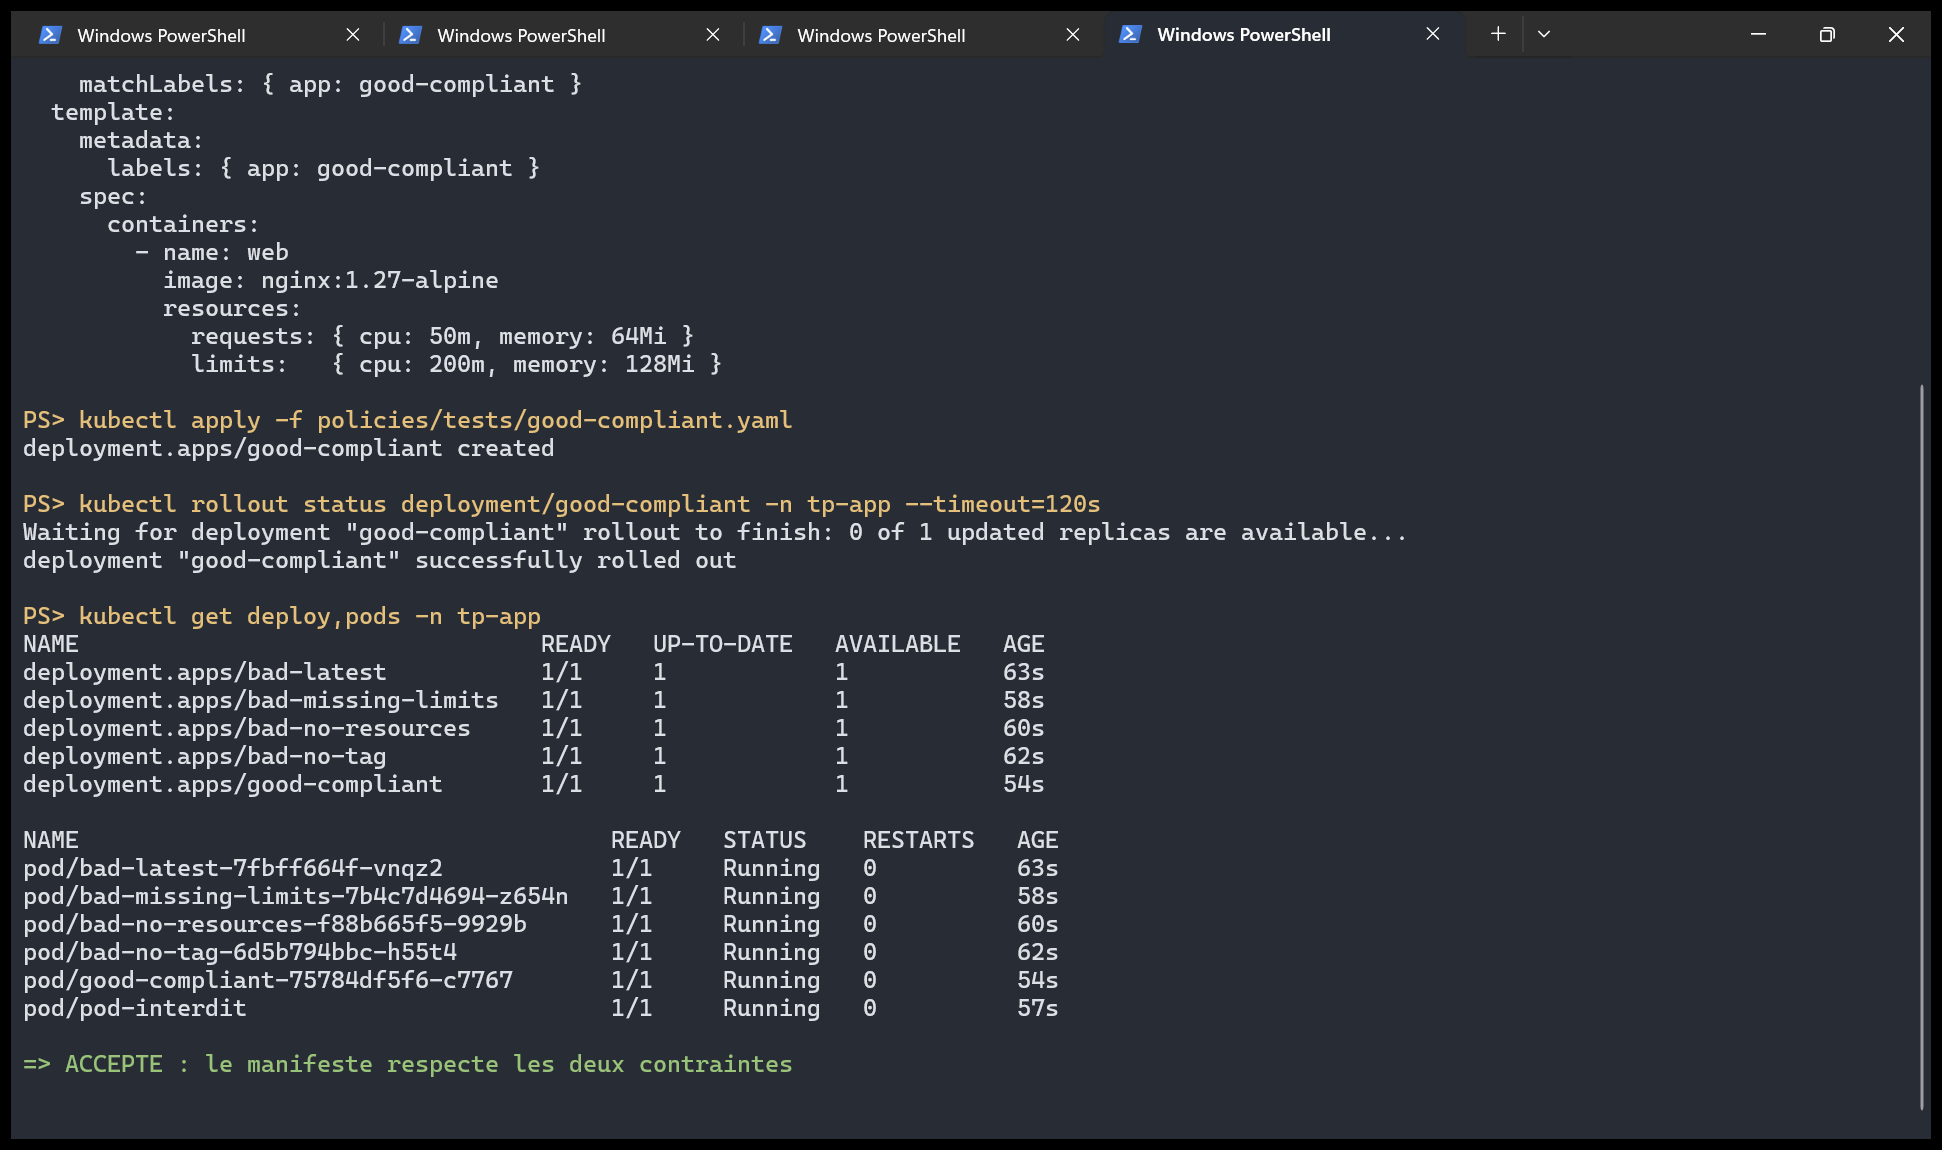 Windows PowerShell Windows PowerShell Windows PowerShell Windows PowerShell
    matchLabels: { app: good-compliant }
  template:
    metadata:
      labels: { app: good-compliant }
    spec:
      containers:
        - name: web
          image: nginx:1.27-alpine
          resources:
            requests: { cpu: 50m, memory: 64Mi }
            limits:   { cpu: 200m, memory: 128Mi }
PS> kubectl apply -f policies/tests/good-compliant.yaml
deployment.apps/good-compliant created
PS> kubectl rollout status deployment/good-compliant -n tp-app --timeout=120s
Waiting for deployment "good-compliant" rollout to finish: 0 of 1 updated replicas are available...
deployment "good-compliant" successfully rolled out
PS> kubectl get deploy,pods -n tp-app
NAME                                 READY   UP-TO-DATE   AVAILABLE   AGE
deployment.apps/bad-latest           1/1     1            1           63s
deployment.apps/bad-missing-limits   1/1     1            1           58s
deployment.apps/bad-no-resources     1/1     1            1           60s
deployment.apps/bad-no-tag           1/1     1            1           62s
deployment.apps/good-compliant       1/1     1            1           54s
NAME                                      READY   STATUS    RESTARTS   AGE
pod/bad-latest-7fbff664f-vnqz2            1/1     Running   0          63s
pod/bad-missing-limits-7b4c7d4694-z654n   1/1     Running   0          58s
pod/bad-no-resources-f88b665f5-9929b      1/1     Running   0          60s
pod/bad-no-tag-6d5b794bbc-h55t4           1/1     Running   0          62s
pod/good-compliant-75784df5f6-c7767       1/1     Running   0          54s
pod/pod-interdit                          1/1     Running   0          57s
=> ACCEPTE : le manifeste respecte les deux contraintes